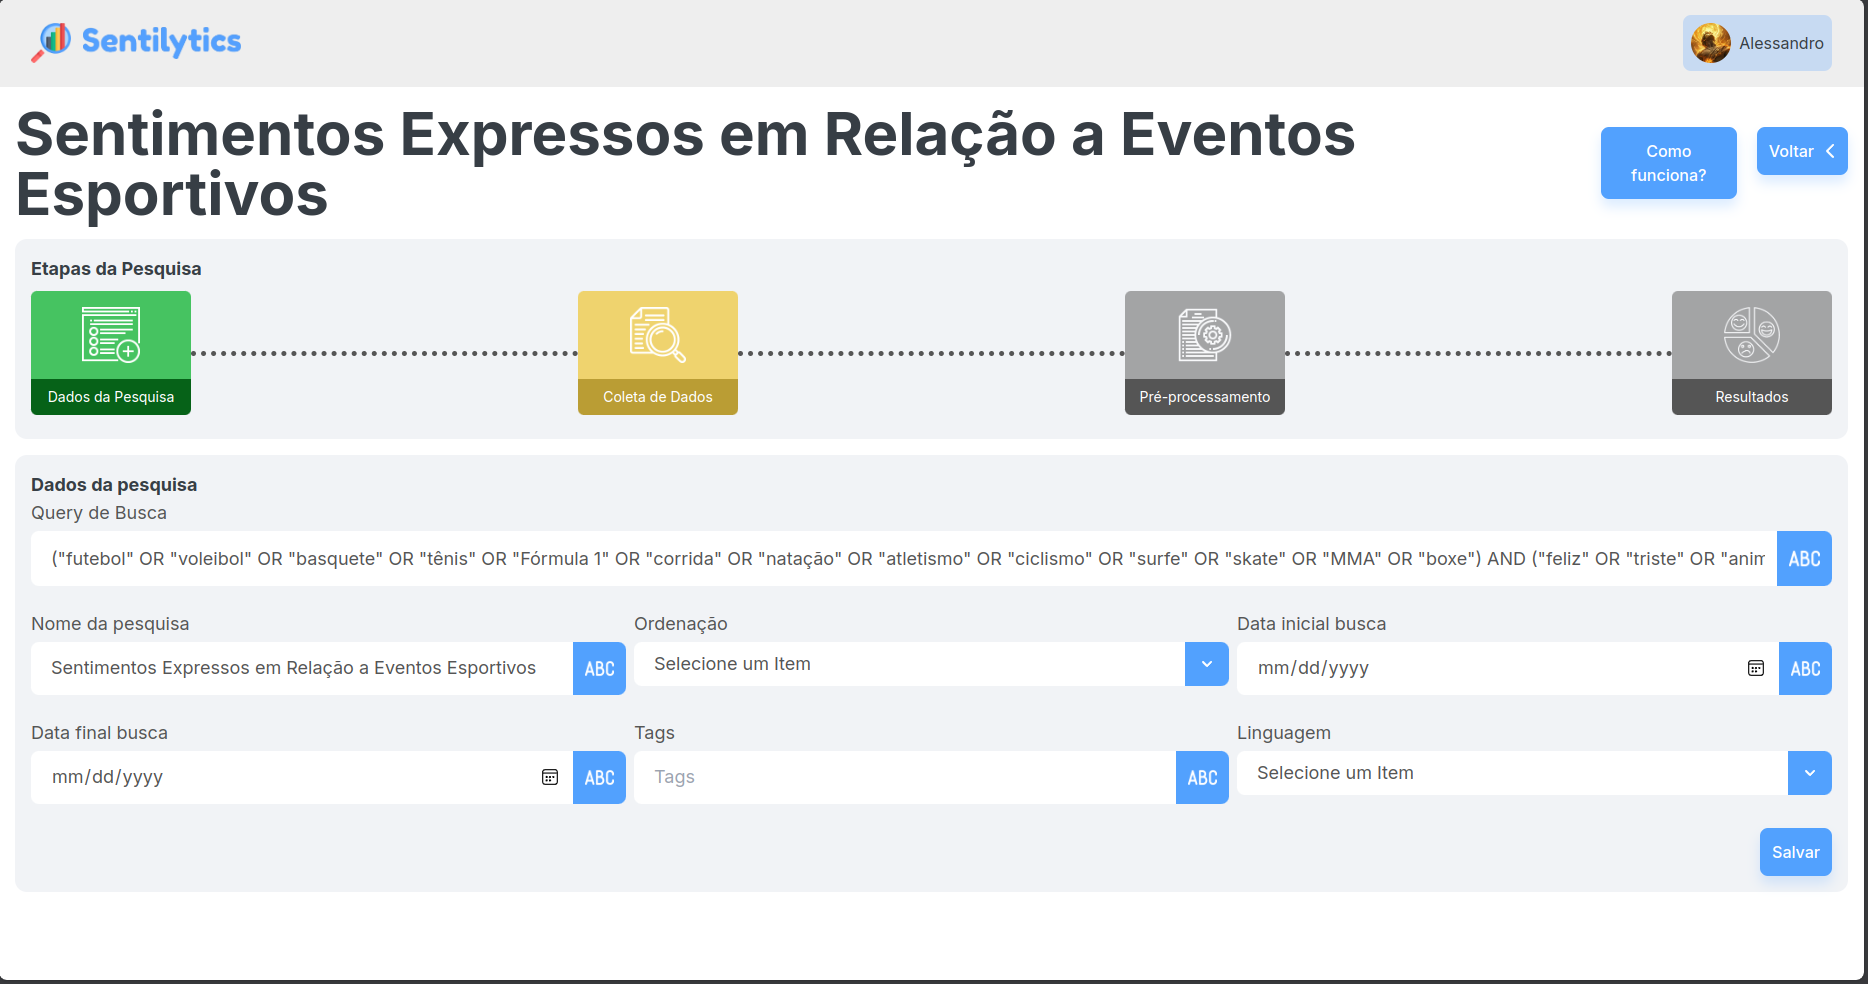 Sentilytics
Alessandro
Sentimentos Expressos em Relação a Eventos
Esportivos
Como
funciona?
Voltar
Etapas da Pesquisa
Dados da Pesquisa
Coleta de Dados
Pré-processamento
Resultados
Dados da pesquisa
Query de Busca
("futebol" OR "voleibol" OR "basquete" OR "tênis" OR "Fórmula 1" OR "corrida" OR "natação" OR "atletismo" OR "ciclismo" OR "surfe" OR "skate" OR "MMA" OR "boxe") AND ("feliz" OR "triste" OR "anim
ABC
Nome da pesquisa
Sentimentos Expressos em Relação a Eventos Esportivos
ABC
Ordenação
Selecione um Item
Data inicial busca
mm/dd/yyyy
ABC
Data final busca
mm/dd/yyyy
ABC
Tags
Tags
ABC
Linguagem
Selecione um Item
Salvar